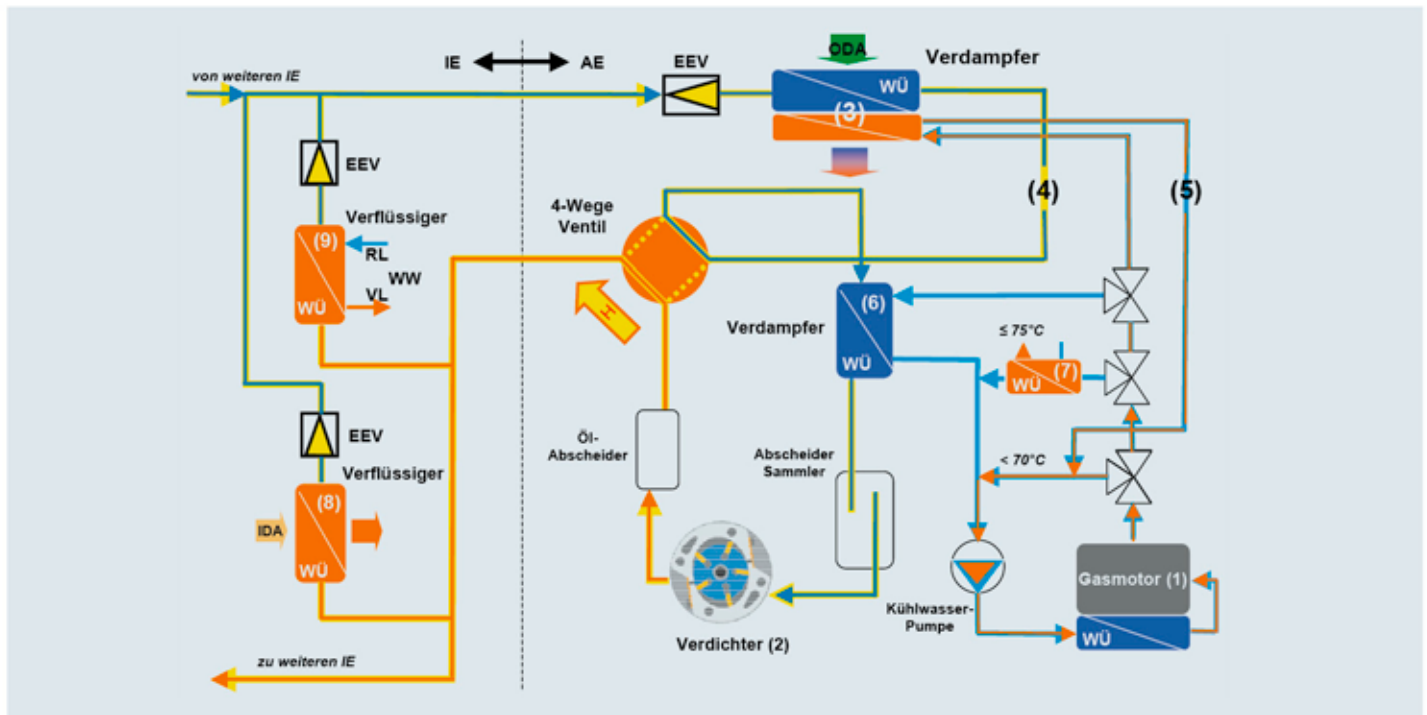 ODA
Verdampfer
IE
AE
EEV
von weiteren IE
WÜ
(3)
EEV
(4)
(5)
4-Wege
Ventil
Verflüssiger
(9)
RL
WW
VL
WÜ
H
(6)
Verdampfer
WÜ
≤ 75°C
(7)
WÜ
EEV
Öl-
Abscheider
Abscheider
Sammler
< 70°C
Verflüssiger
(8)
IDA
WÜ
Gasmotor (1)
Kühlwasser-
Pumpe
WÜ
Verdichter (2)
zu weiteren IE